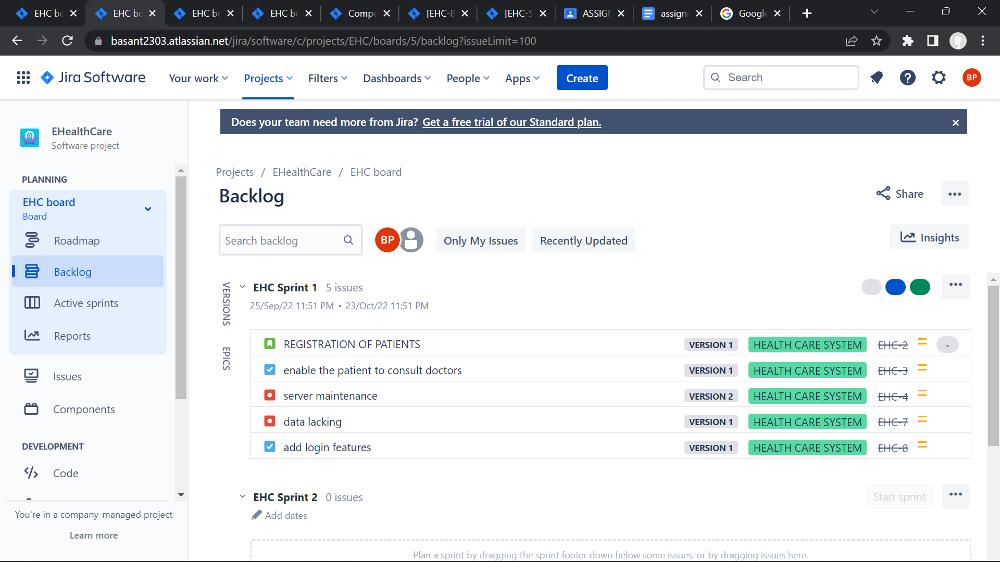 EHC bo
EHC bo
EHC bo
EHC bo
Compo
[EHC-8
[EHC-5
ASSIGN
assignm
Google
basant2303.atlassian.net/jira/software/c/projects/EHC/boards/5/backlog?issueLimit=100
Jira Software
Your work
Projects
Filters
Dashboards
People
Apps
Create
Search
BP
EHealthCare
Software project
Does your team need more from Jira? Get a free trial of our Standard plan.
PLANNING
EHC board
Board
Roadmap
Backlog
Active sprints
Reports
Issues
Components
DEVELOPMENT
Code
You're in a company-managed project
Learn more
Projects / EHealthCare / EHC board
Backlog
Share
Search backlog
BP
Only My Issues
Recently Updated
Insights
VERSIONS
EPICS
EHC Sprint 1 5 issues
25/Sep/22 11:51 PM • 23/Oct/22 11:51 PM
REGISTRATION OF PATIENTS VERSION 1 HEALTH CARE SYSTEM EHC-2 -
enable the patient to consult doctors VERSION 1 HEALTH CARE SYSTEM EHC-3
server maintenance VERSION 2 HEALTH CARE SYSTEM EHC-4
data lacking VERSION 1 HEALTH CARE SYSTEM EHC-7
add login features VERSION 1 HEALTH CARE SYSTEM EHC-8
EHC Sprint 2 0 issues
Start sprint
Add dates
Plan a sprint by dragging the sprint footer down below some issues, or by dragging issues here.